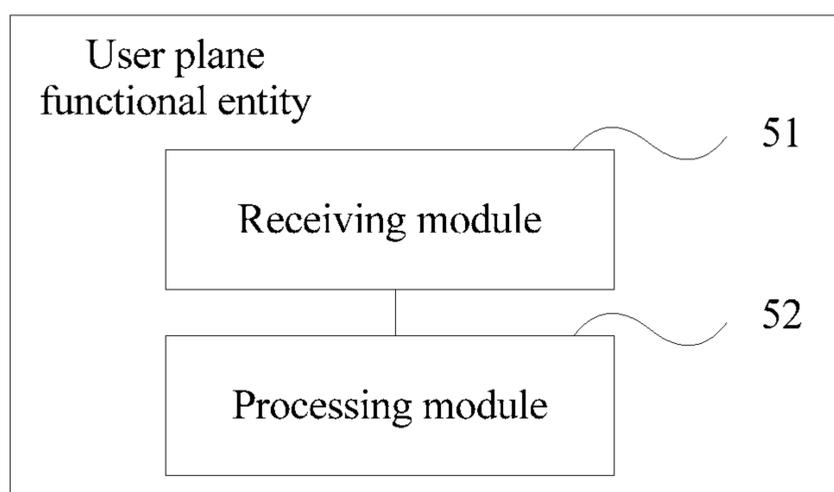 User plane
functional entity
51
Receiving module
52
Processing module